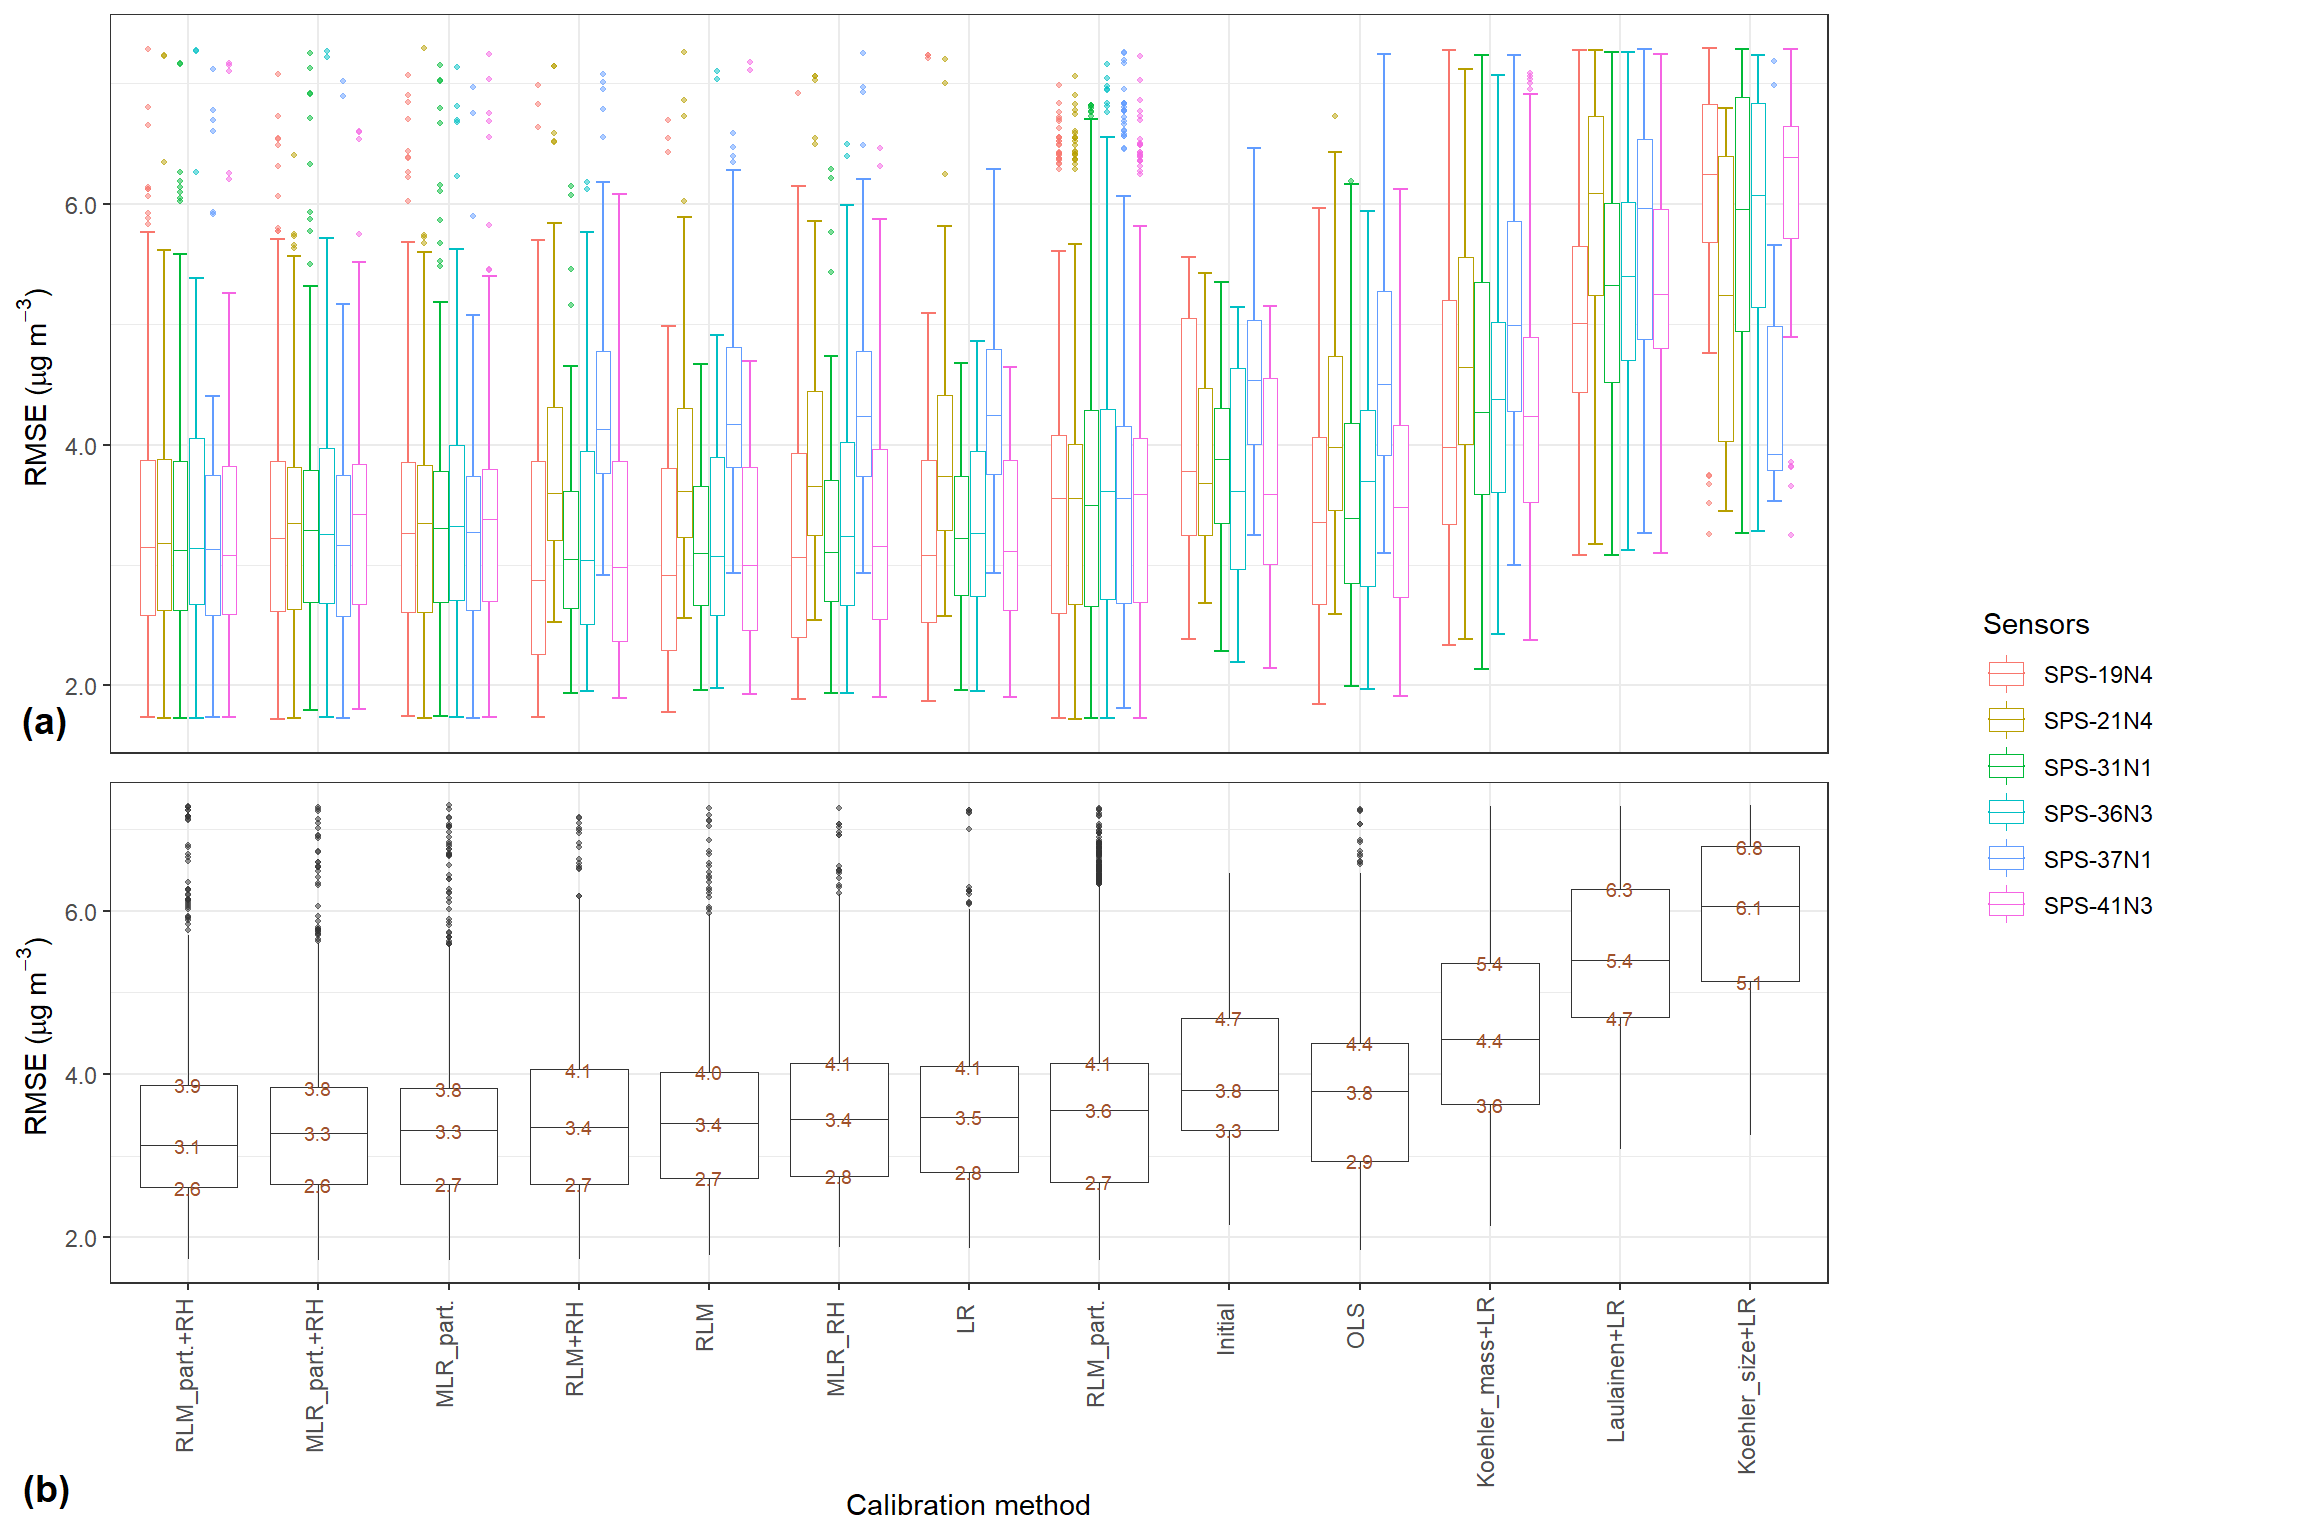 RMSE (µg m−3)
6.0
4.0
2.0
(a)
RMSE (µg m−3)
6.0
4.0
2.0
3.9
3.1
2.6
3.8
3.3
2.6
3.8
3.3
2.7
4.1
3.4
2.7
4.0
3.4
2.7
4.1
3.4
2.8
4.1
3.5
2.8
4.1
3.6
2.7
4.7
3.8
3.3
4.4
3.8
2.9
5.4
4.4
3.6
6.3
5.4
4.7
6.8
6.1
5.1
RLM_part.+RH
MLR_part.+RH
MLR_part.
RLM+RH
RLM
MLR_RH
LR
RLM_part.
Initial
OLS
Koehler_mass+LR
Laulainen+LR
Koehler_size+LR
(b)
Calibration method
Sensors
SPS-19N4
SPS-21N4
SPS-31N1
SPS-36N3
SPS-37N1
SPS-41N3